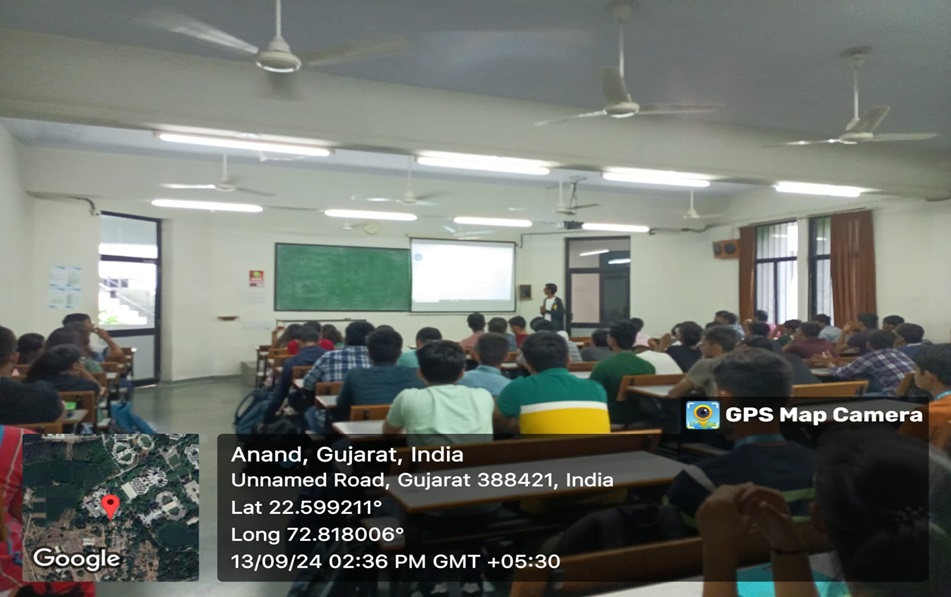 GPS Map Camera
Anand, Gujarat, India
Unnamed Road, Gujarat 388421, India
Lat 22.599211°
Long 72.818006°
13/09/24 02:36 PM GMT +05:30
Google